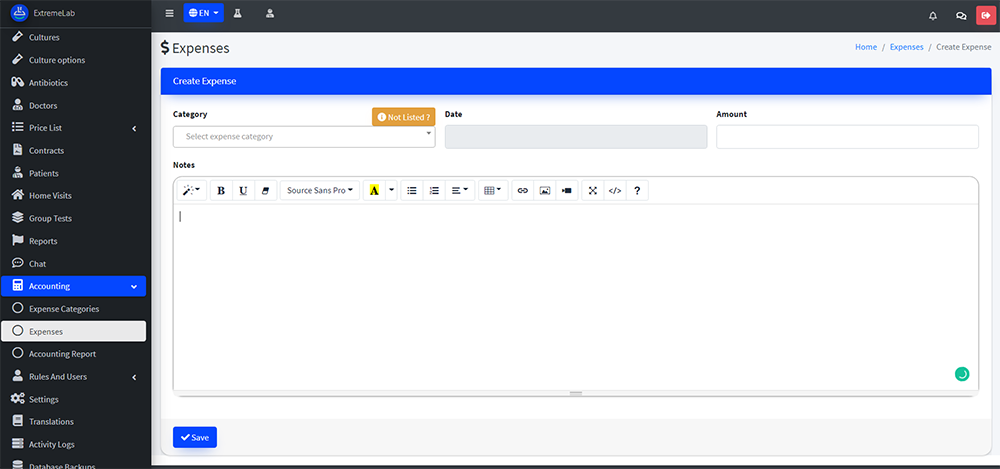 ExtremeLab
EN
Cultures
Culture options
Antibiotics
Doctors
Price List
Contracts
Patients
Home Visits
Group Tests
Reports
Chat
Accounting
Expense Categories
Expenses
Accounting Report
Rules And Users
Settings
Translations
Activity Logs
Database Backups
$ Expenses
Home / Expenses / Create Expense
Create Expense
Category
Not Listed ?
Select expense category
Date
Amount
Notes
B U Source Sans Pro A </> ?
Save